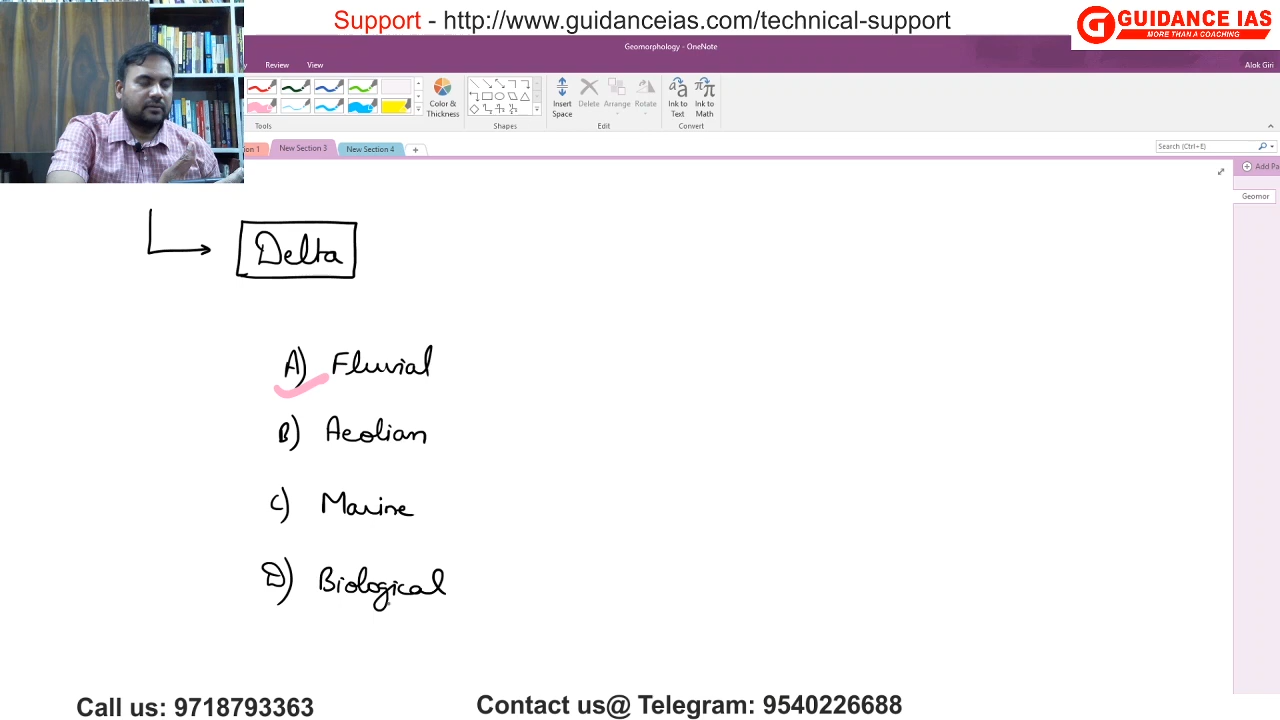 Support - http://www.guidanceias.com/technical-support
GUIDANCE IAS
MORE THAN A COACHING
Geomorphology - OneNote
Review View
Alok Giri
Color & Thickness
Insert Space
Delete
Arrange
Rotate
Ink to Text
Ink to Math
Tools
Shapes
Edit
Convert
New Section 3
New Section 4
Search (Ctrl+E)
Add Pa
Geomor
Delta
A) Fluvial
B) Aeolian
C) Marine
D) Biological
Call us: 9718793363
Contact us@ Telegram: 9540226688